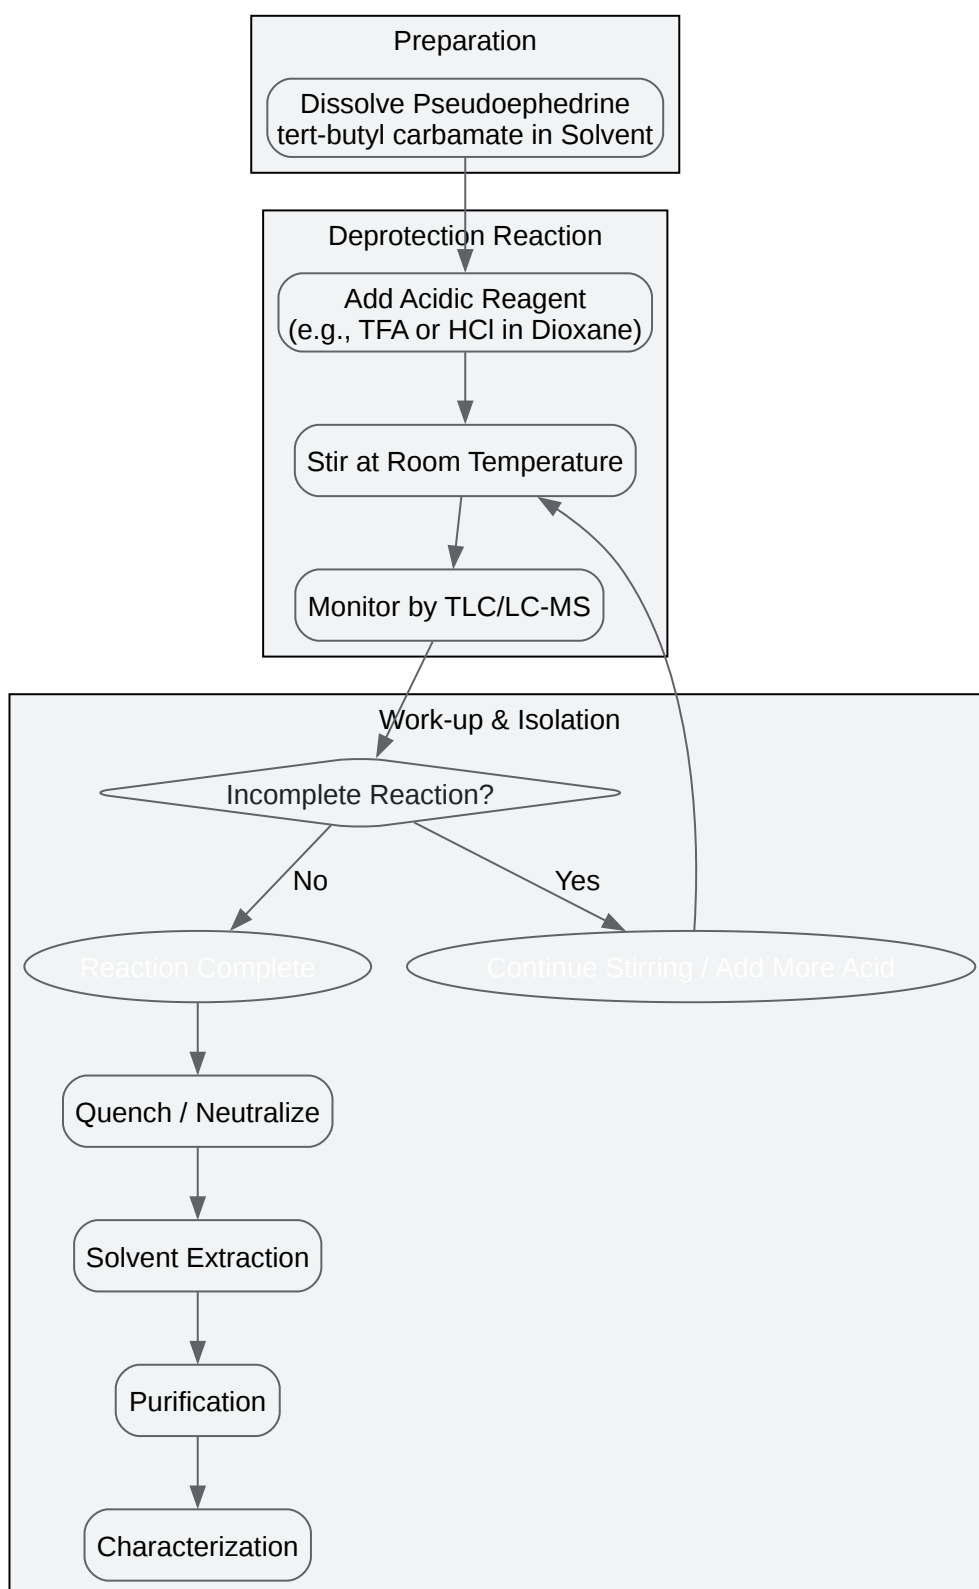 Preparation
Dissolve Pseudoephedrine
tert-butyl carbamate in Solvent
Deprotection Reaction
Add Acidic Reagent
(e.g., TFA or HCl in Dioxane)
Stir at Room Temperature
Monitor by TLC/LC-MS
Work-up & Isolation
Incomplete Reaction?
No
Yes
Reaction Complete
Continue Stirring / Add More Acid
Quench / Neutralize
Solvent Extraction
Purification
Characterization